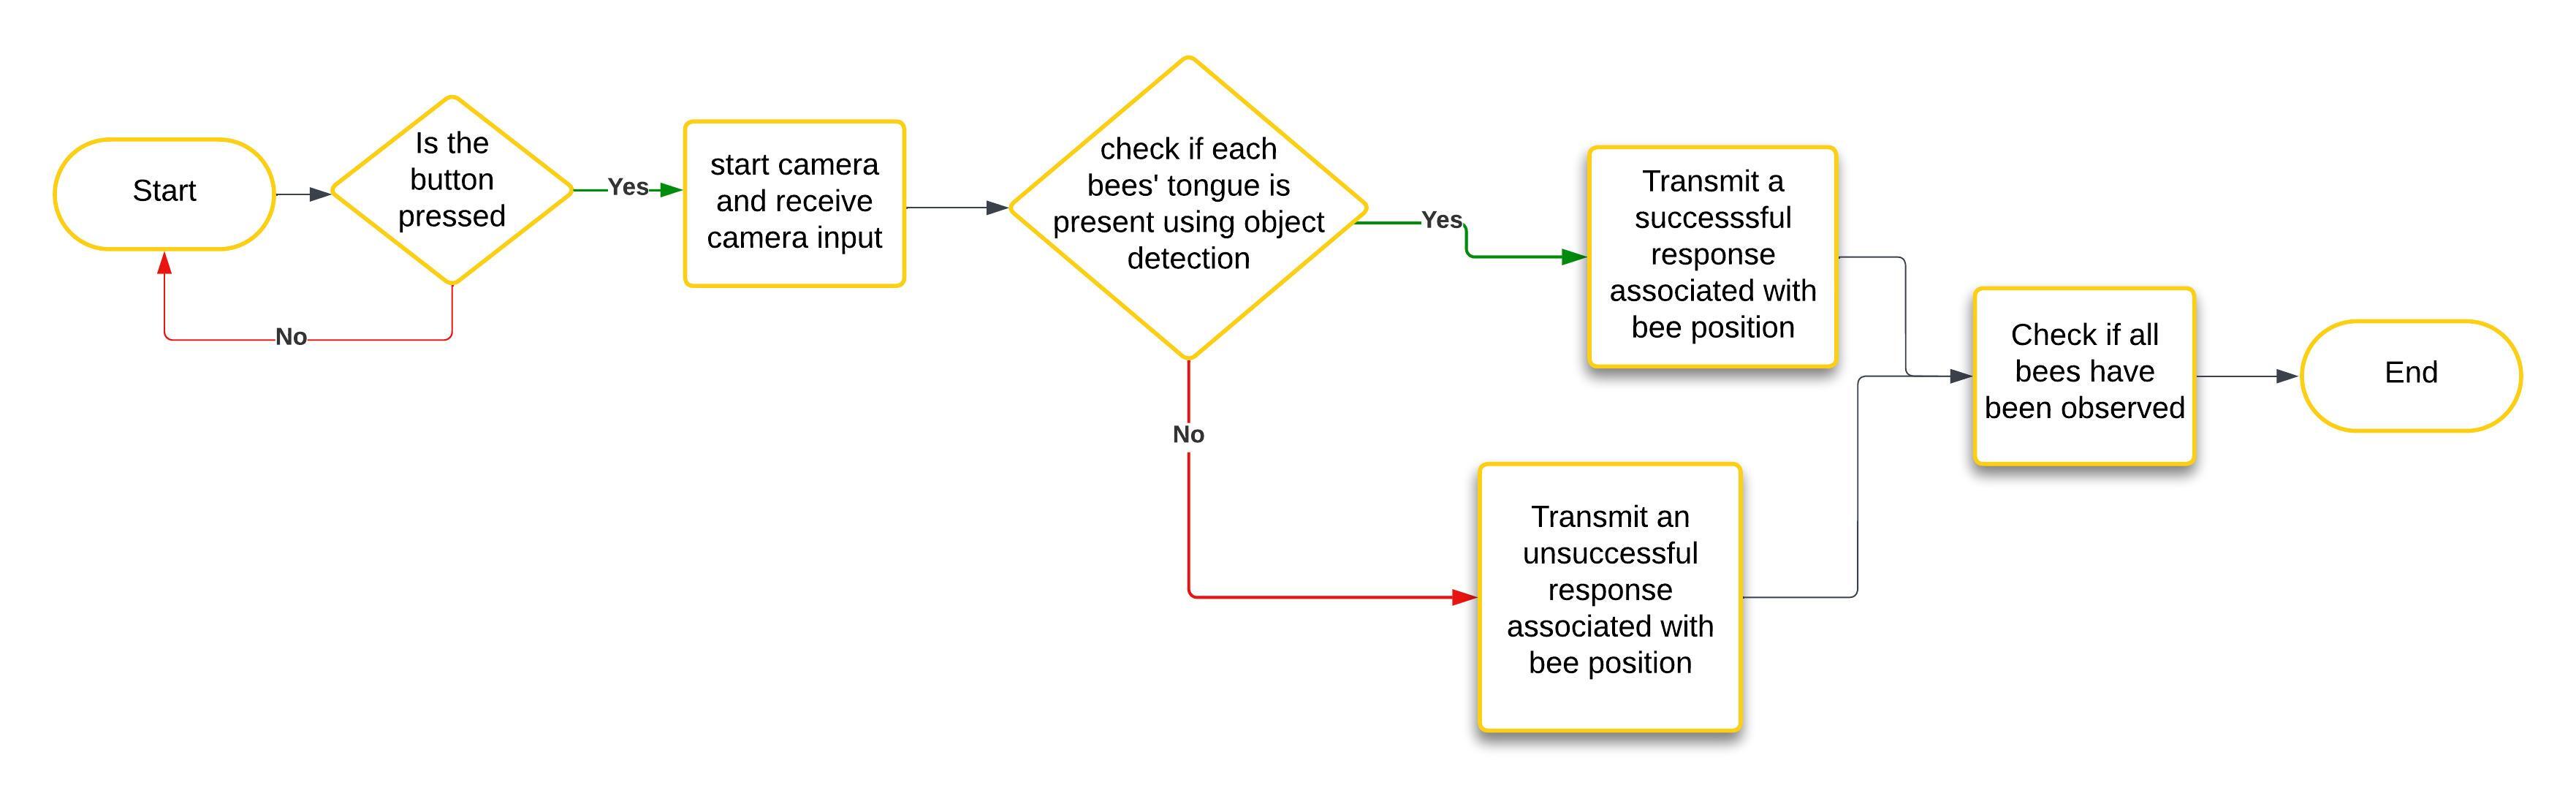 Start
Is the
button
pressed
Yes
No
start camera
and receive
camera input
check if each
bees' tongue is
present using object
detection
Yes
No
Transmit a
successsful
response
associated with
bee position
Transmit an
unsuccessful
response
associated with
bee position
Check if all
bees have
been observed
End